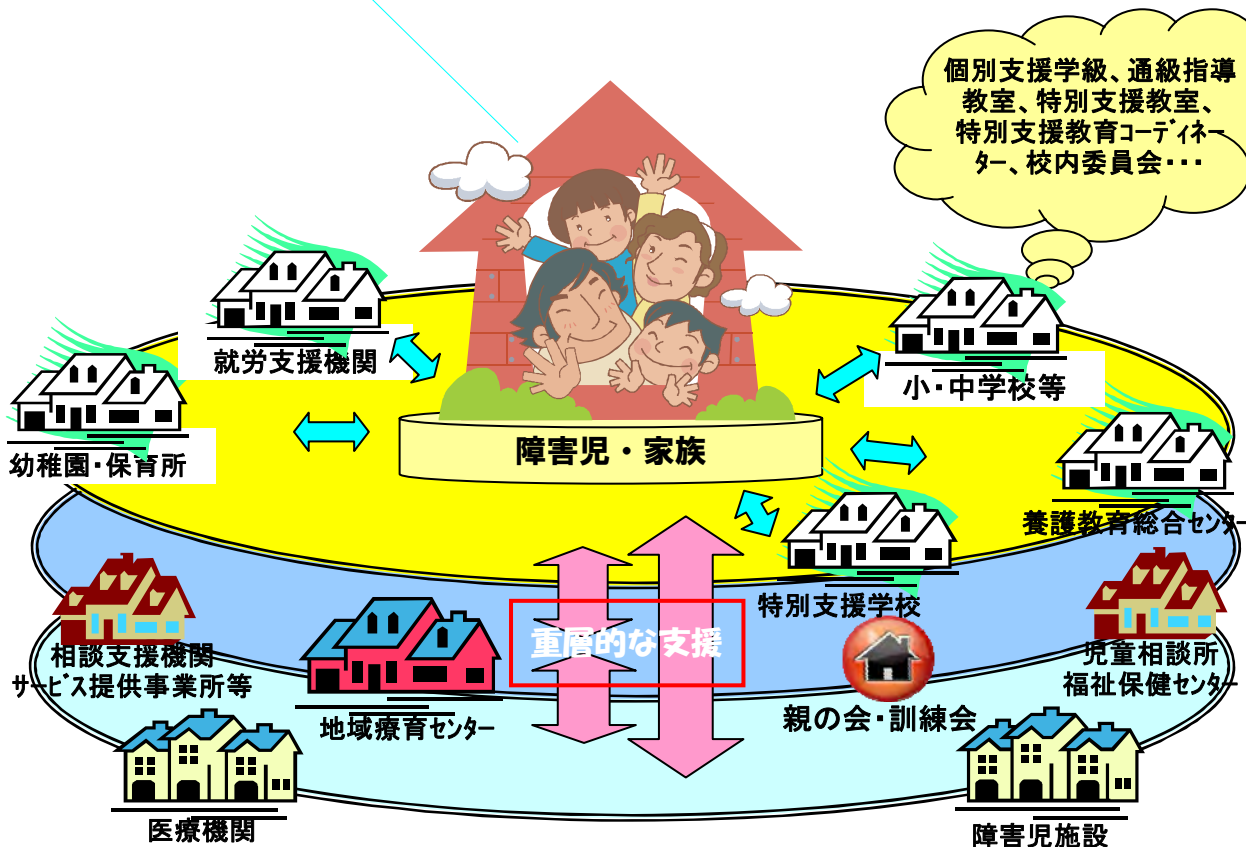 個別支援学級、通級指導
教室、特別支援教室、
特別支援教育ｺｰﾃﾞｨﾈｰ
ﾀｰ、校内委員会･･･
就労支援機関
小・中学校等
幼稚園・保育所
障害児・家族
養護教育総合ｾﾝﾀｰ
特別支援学校
重層的な支援
相談支援機関
ｻｰﾋﾞｽ提供事業所等
児童相談所
福祉保健ｾﾝﾀｰ
地域療育ｾﾝﾀｰ
親の会・訓練会
医療機関
障害児施設